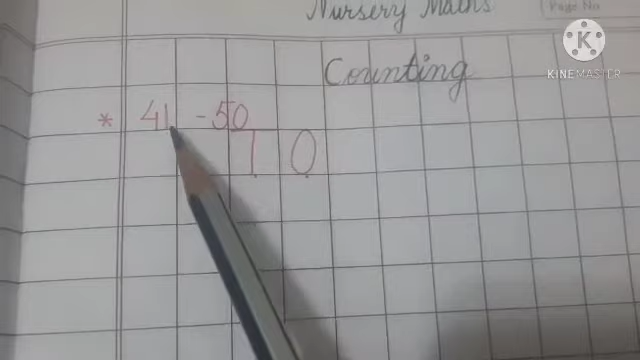 Nursery Maths
Page No
K
KINEMASTER
Counting
* 41 - 50
1 0